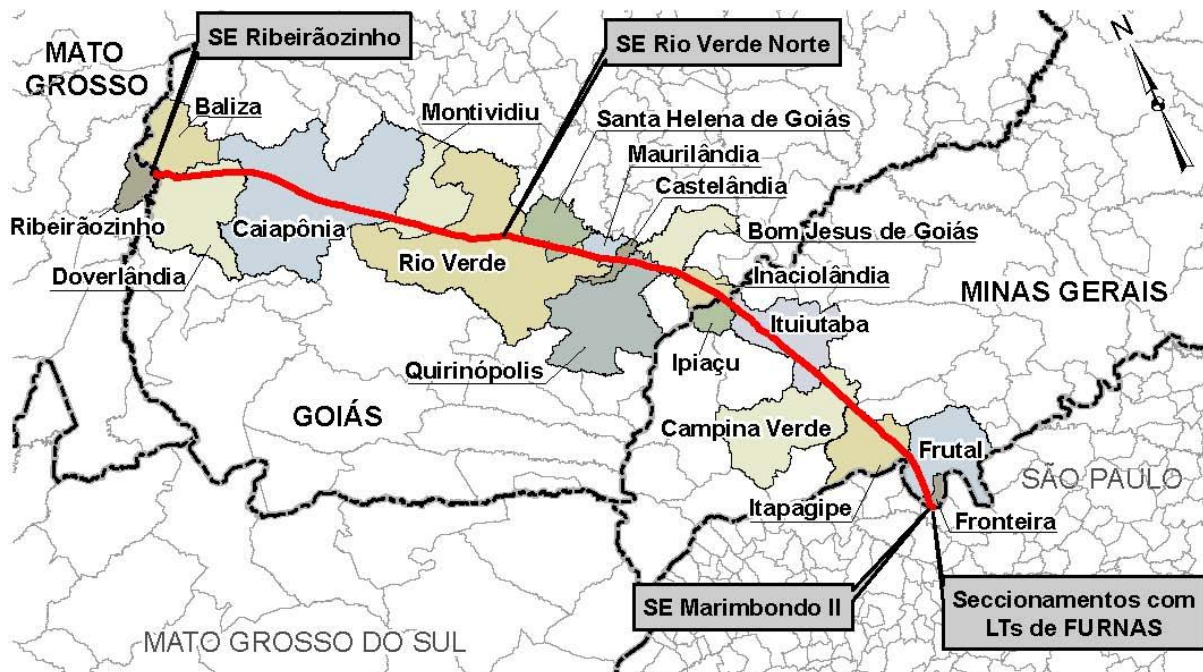 SE Ribeirãozinho
SE Rio Verde Norte
N
MATO
GROSSO
Baliza
Montividiu
Santa Helena de Goiás
Maurilândia
Castelândia
Ribeirãozinho
Caiapônia
Bom Jesus de Goiás
Doverlândia
Rio Verde
Inaciolândia
MINAS GERAIS
Ituiutaba
Quirinópolis
Ipiaçu
GOIÁS
Campina Verde
Frutal
SÃO PAULO
Itapagipe
Fronteira
SE Marimbondo II
Seccionamentos com
LTs de FURNAS
MATO GROSSO DO SUL